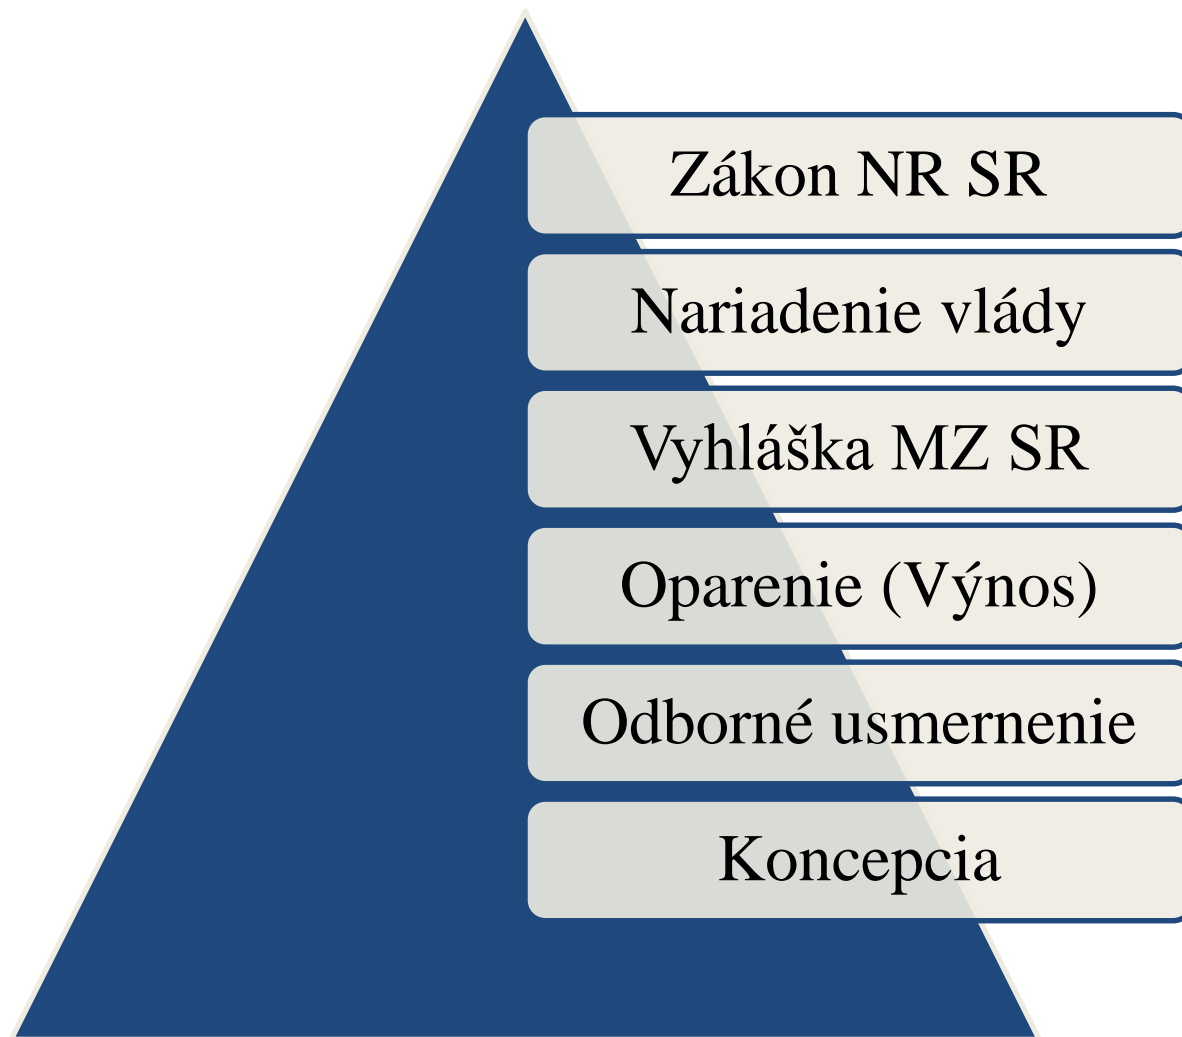 Zákon NR SR
Nariadenie vlády
Vyhláška MZ SR
Oparenie (Výnos)
Odborné usmernenie
Koncepcia